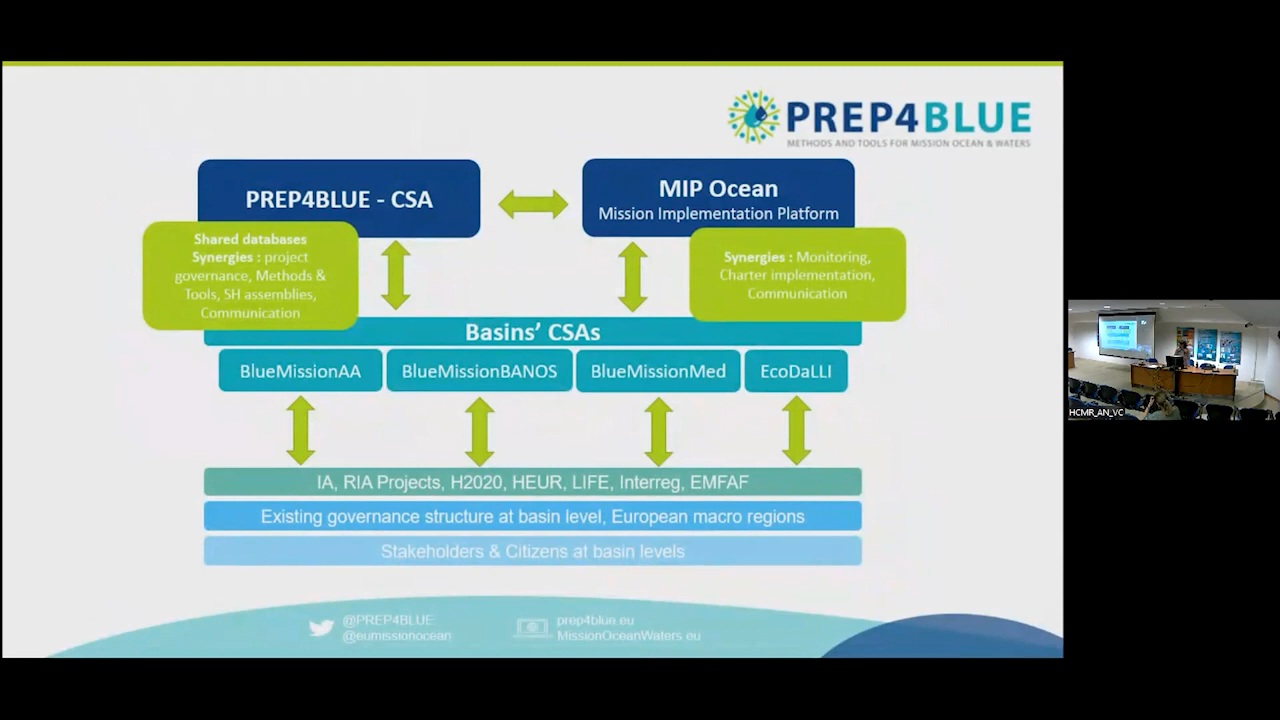 PREP4BLUE
METHODS AND TOOLS FOR MISSION OCEAN & WATERS
PREP4BLUE - CSA
MIP Ocean
Mission Implementation Platform
Shared databases
Synergies : project
governance, Methods &
Tools, SH assemblies,
Communication
Synergies : Monitoring,
Charter implementation,
Communication
Basins’ CSAs
BlueMissionAA
BlueMissionBANOS
BlueMissionMed
EcoDaLLI
IA, RIA Projects, H2020, HEUR, LIFE, Interreg, EMFAF
Existing governance structure at basin level, European macro regions
Stakeholders & Citizens at basin levels
@PREP4BLUE
@eumissionocean
prep4blue.eu
MissionOceanWaters.eu
HCMR_AN_VC